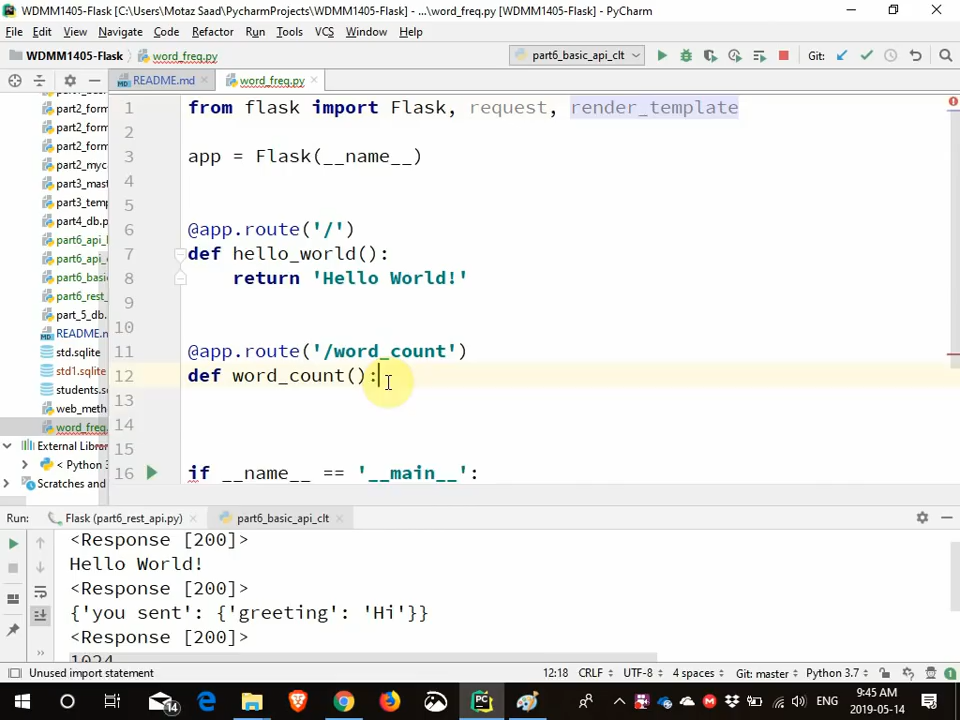 WDMM1405-Flask [C:\Users\Motaz Saad\PycharmProjects\WDMM1405-Flask] - ...\word_freq.py [WDMM1405-Flask] - PyCharm
File Edit View Navigate Code Refactor Run Tools VCS Window Help
WDMM1405-Flask word_freq.py part6_basic_api_clt Git:
README.md word_freq.py
part2_form
part2_form
part2_form
part2_myca
part3_mast
part3_temp
part4_db.p
part6_api_
part6_api_c
part6_basic
part6_rest_
part_5_db.
README.m
std.sqlite
std1.sqlite
students.s
web_meth
word_freq.
External Librar
< Python
Scratches and
1 from flask import Flask, request, render_template
2
3 app = Flask(__name__)
4
5
6 @app.route('/')
7 def hello_world():
8 return 'Hello World!'
9
10
11 @app.route('/word_count')
12 def word_count():
13
14
15
16 if __name__ == '__main__':
Run: Flask (part6_rest_api.py) part6_basic_api_clt
<Response [200]>
Hello World!
<Response [200]>
{'you sent': {'greeting': 'Hi'}}
<Response [200]>
1024
Unused import statement 12:18 CRLF UTF-8 4 spaces Git: master Python 3.7 1
14 ENG 9:45 AM
2019-05-14